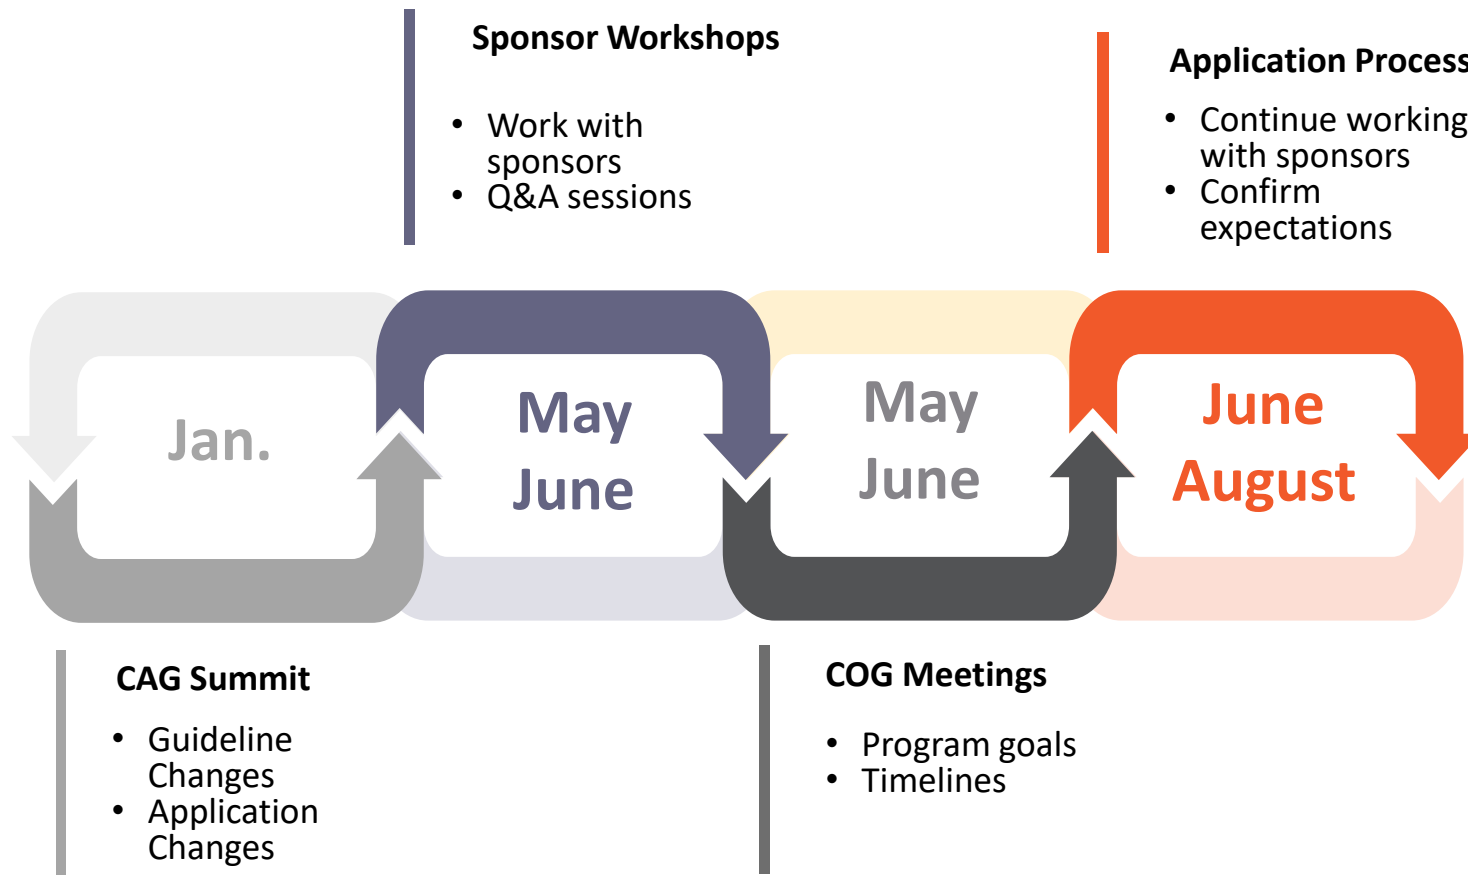 Sponsor Workshops
• Work with
sponsors
• Q&A sessions
Application Process
• Continue working
with sponsors
• Confirm
expectations
Jan.
May
June
May
June
June
August
CAG Summit
• Guideline
Changes
• Application
Changes
COG Meetings
• Program goals
• Timelines